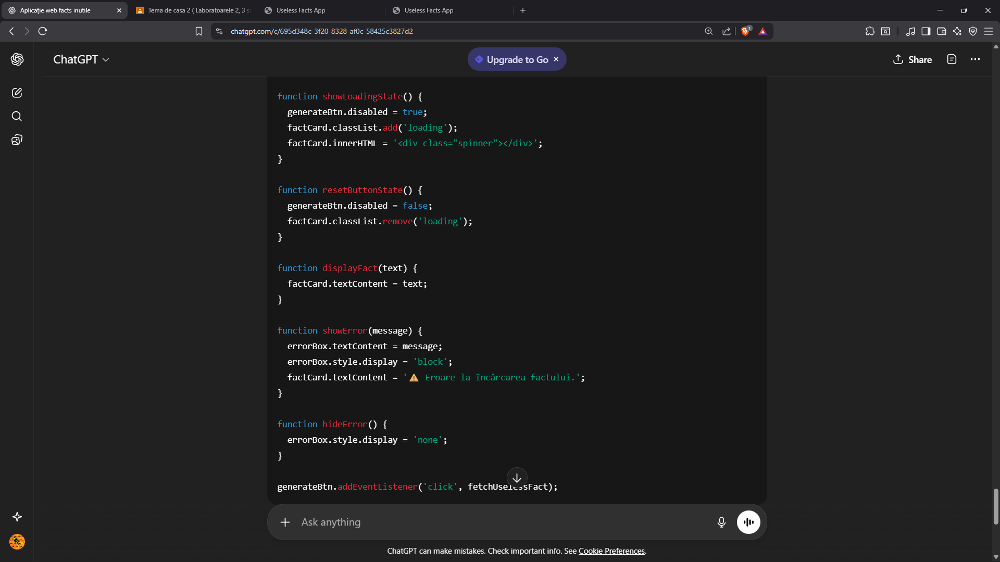 Aplicație web facts inutile
Tema de casa 2 ( Laboratoarele 2, 3 și
Useless Facts App
Useless Facts App
chatgpt.com/c/695d348c-3f20-8328-af0c-58425c3827d2
1
ChatGPT
Upgrade to Go
Share
function showLoadingState() {
generateBtn.disabled = true;
factCard.classList.add('loading');
factCard.innerHTML = '<div class="spinner"></div>';
}
function resetButtonState() {
generateBtn.disabled = false;
factCard.classList.remove('loading');
}
function displayFact(text) {
factCard.textContent = text;
}
function showError(message) {
errorBox.textContent = message;
errorBox.style.display = 'block';
factCard.textContent = '⚠️ Eroare la încărcarea factului.';
}
function hideError() {
errorBox.style.display = 'none';
}
generateBtn.addEventListener('click', fetchUselessFact);
Ask anything
ChatGPT can make mistakes. Check important info. See Cookie Preferences.